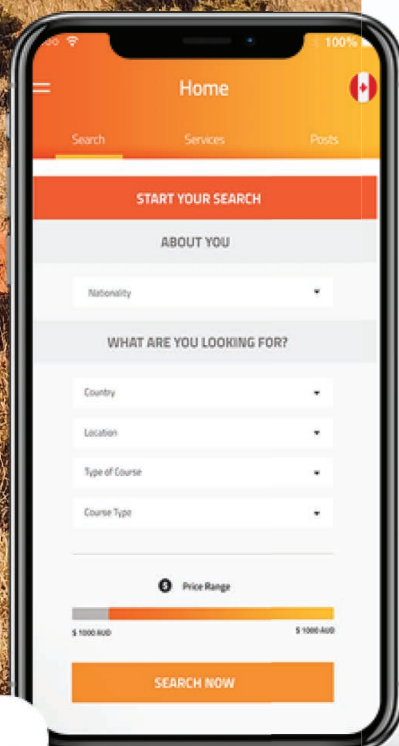 100%
Home
Search Services Posts
START YOUR SEARCH
ABOUT YOU
Nationality
WHAT ARE YOU LOOKING FOR?
Country
Location
Type of Course
Course Type
$ Price Range
$ 1000 AUD $ 1000 AUD
SEARCH NOW